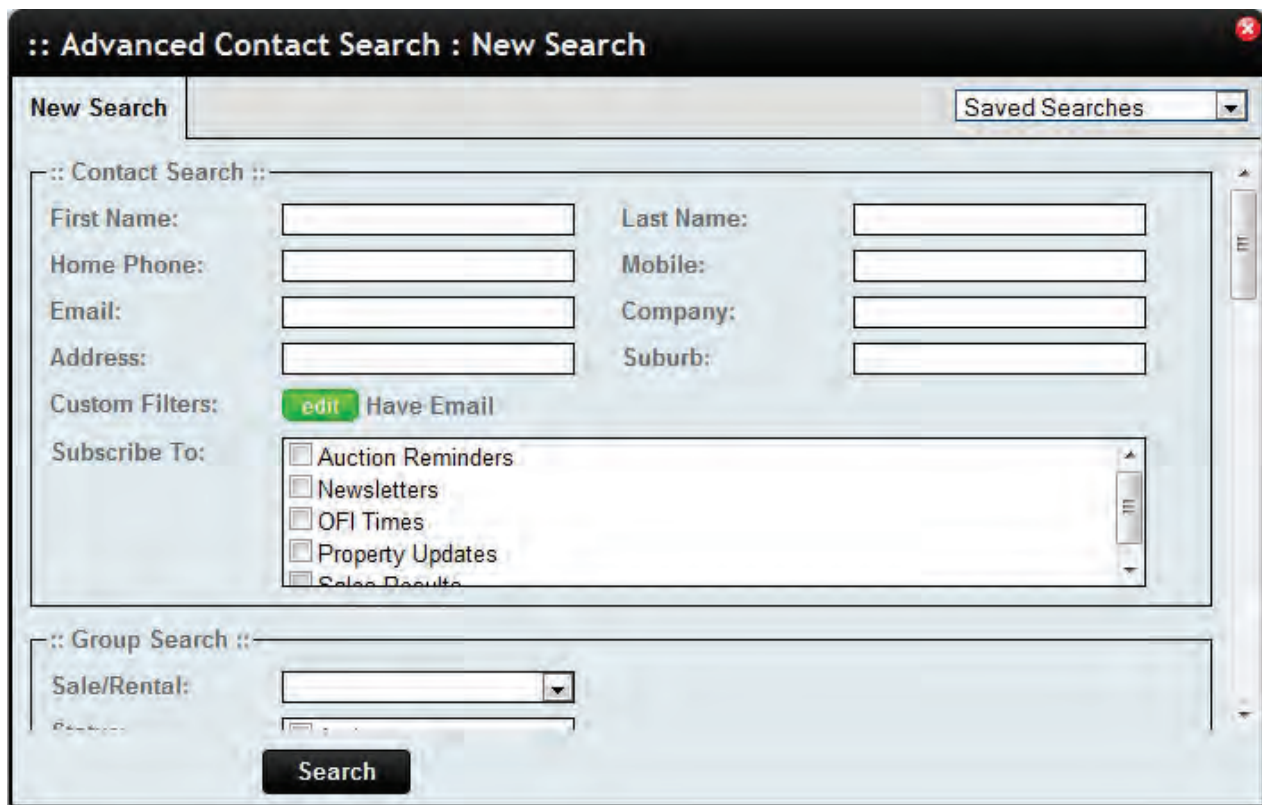 :: Advanced Contact Search : New Search
New Search
Saved Searches
:: Contact Search ::
First Name:
Last Name:
Home Phone:
Mobile:
Email:
Company:
Address:
Suburb:
Custom Filters:
edit Have Email
Subscribe To:
Auction Reminders
Newsletters
OFI Times
Property Updates
Sales Results
:: Group Search ::
Sale/Rental:
Search